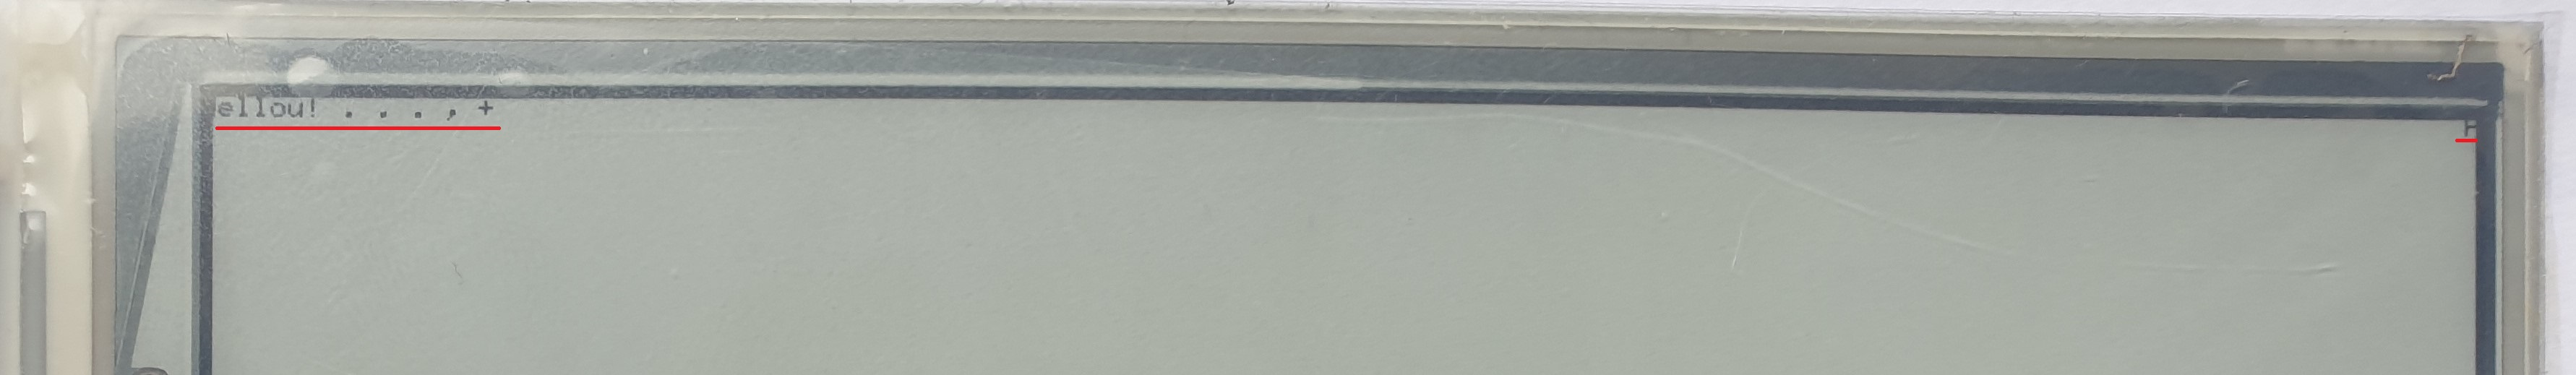 ellou! . . . , + H